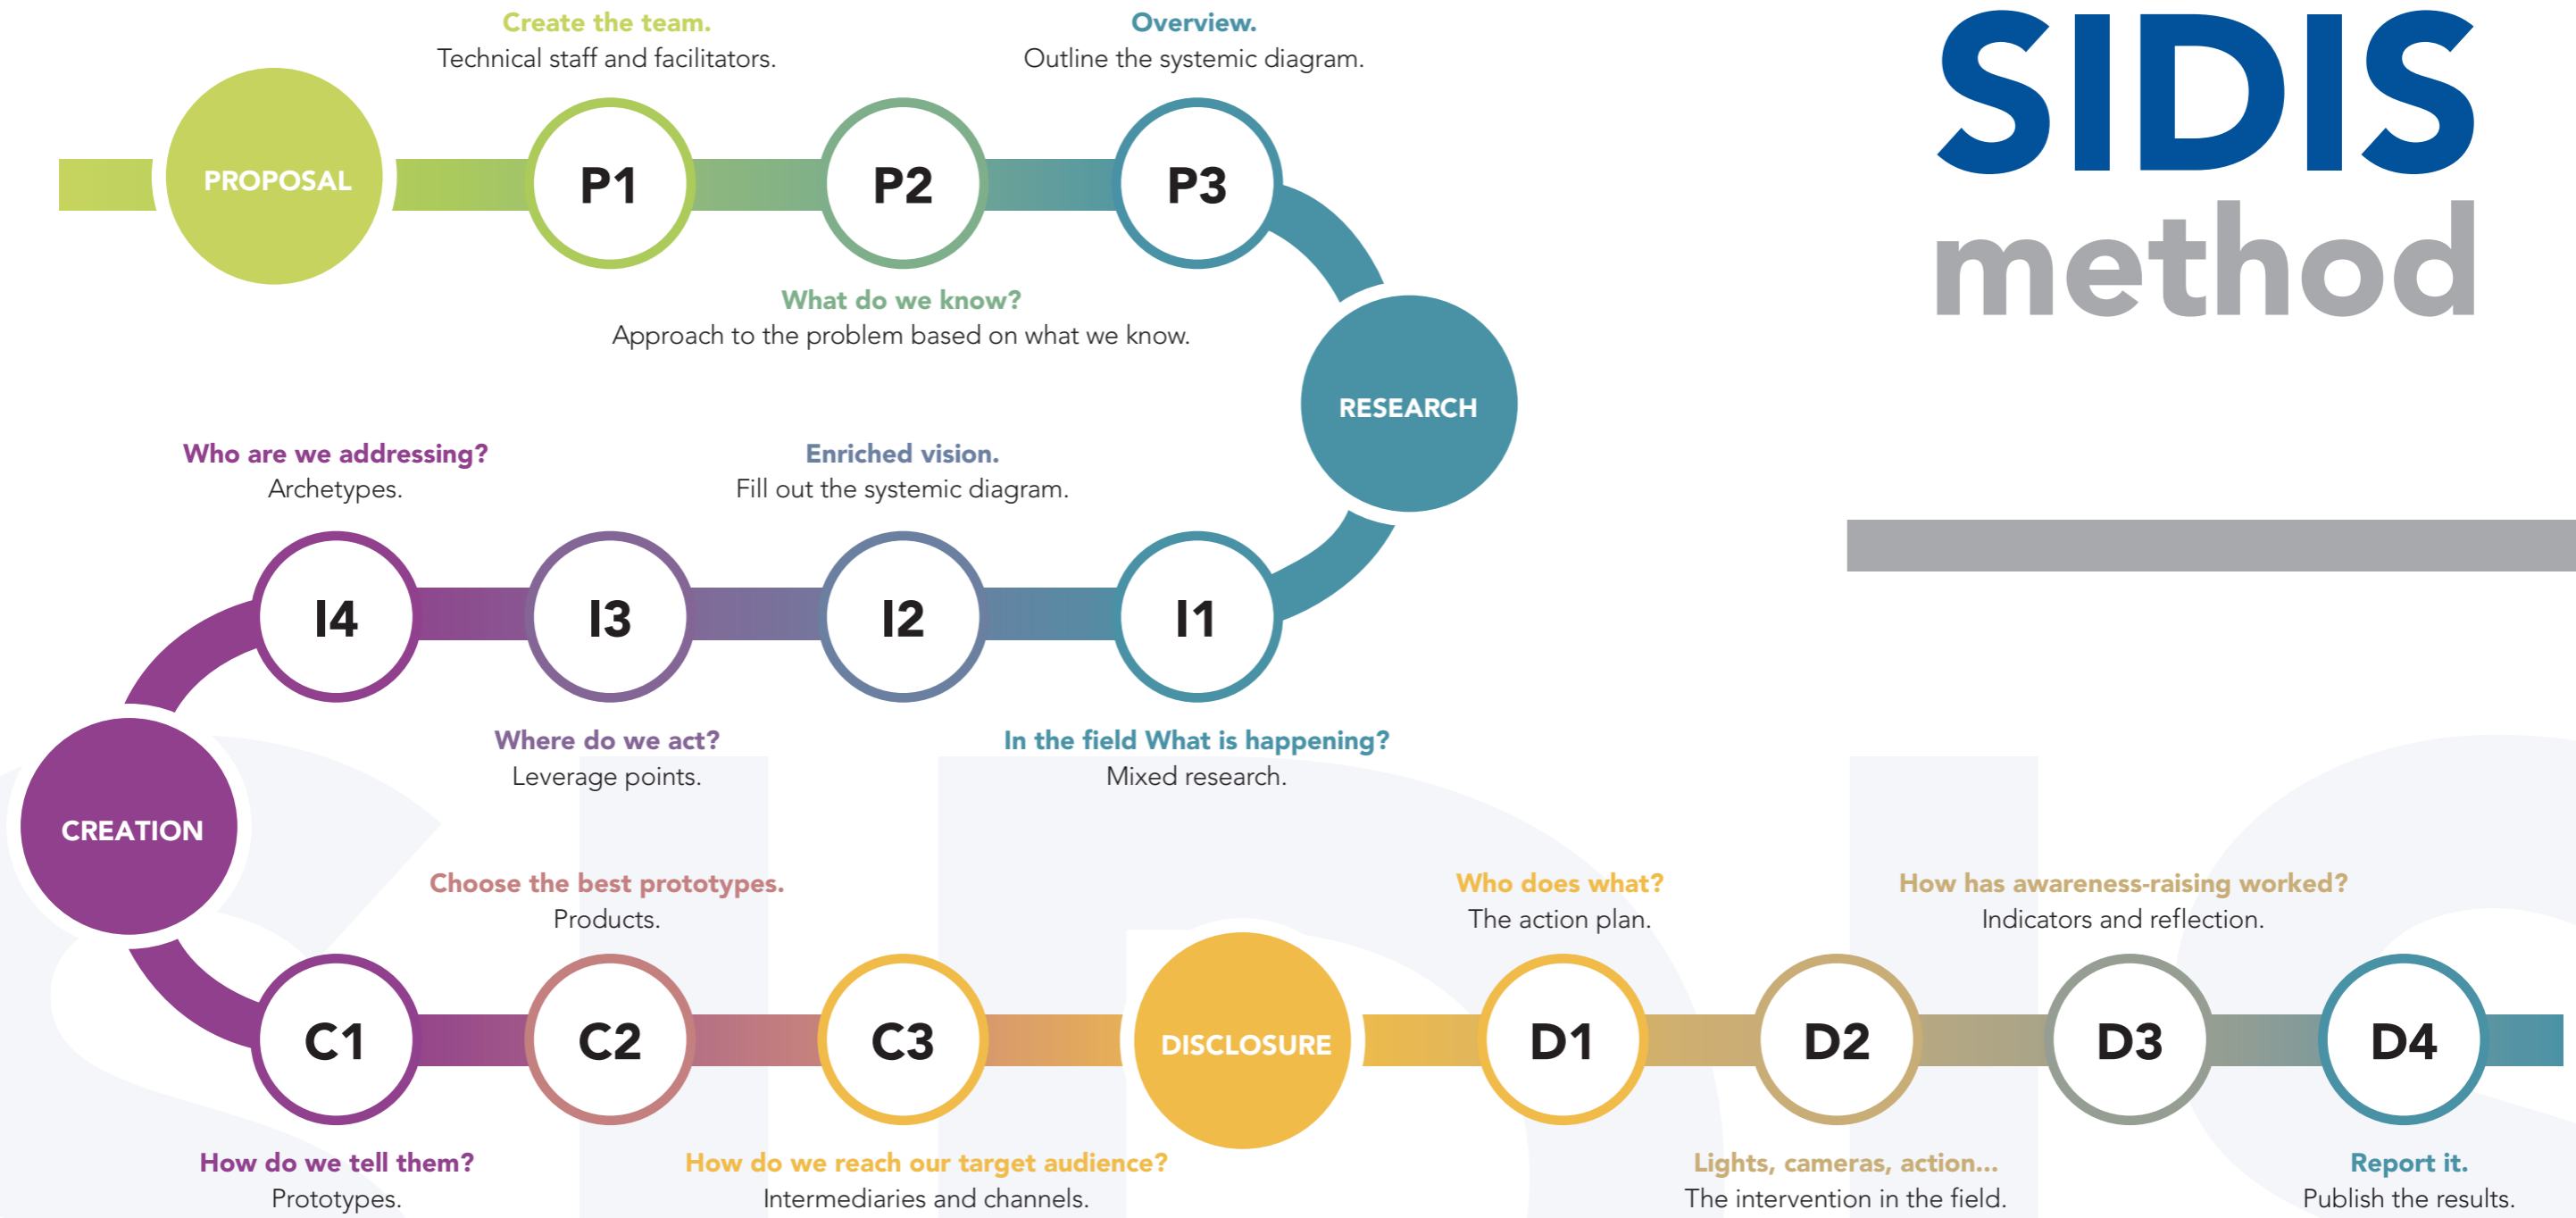 SIDIS
method
PROPOSAL
Create the team.
Technical staff and facilitators.
P1
P2
What do we know?
Approach to the problem based on what we know.
Overview.
Outline the systemic diagram.
P3
RESEARCH
I1
In the field What is happening?
Mixed research.
Enriched vision.
Fill out the systemic diagram.
I2
I3
Where do we act?
Leverage points.
Who are we addressing?
Archetypes.
I4
CREATION
C1
How do we tell them?
Prototypes.
Choose the best prototypes.
Products.
C2
C3
How do we reach our target audience?
Intermediaries and channels.
DISCLOSURE
Who does what?
The action plan.
D1
D2
Lights, cameras, action...
The intervention in the field.
How has awareness-raising worked?
Indicators and reflection.
D3
D4
Report it.
Publish the results.